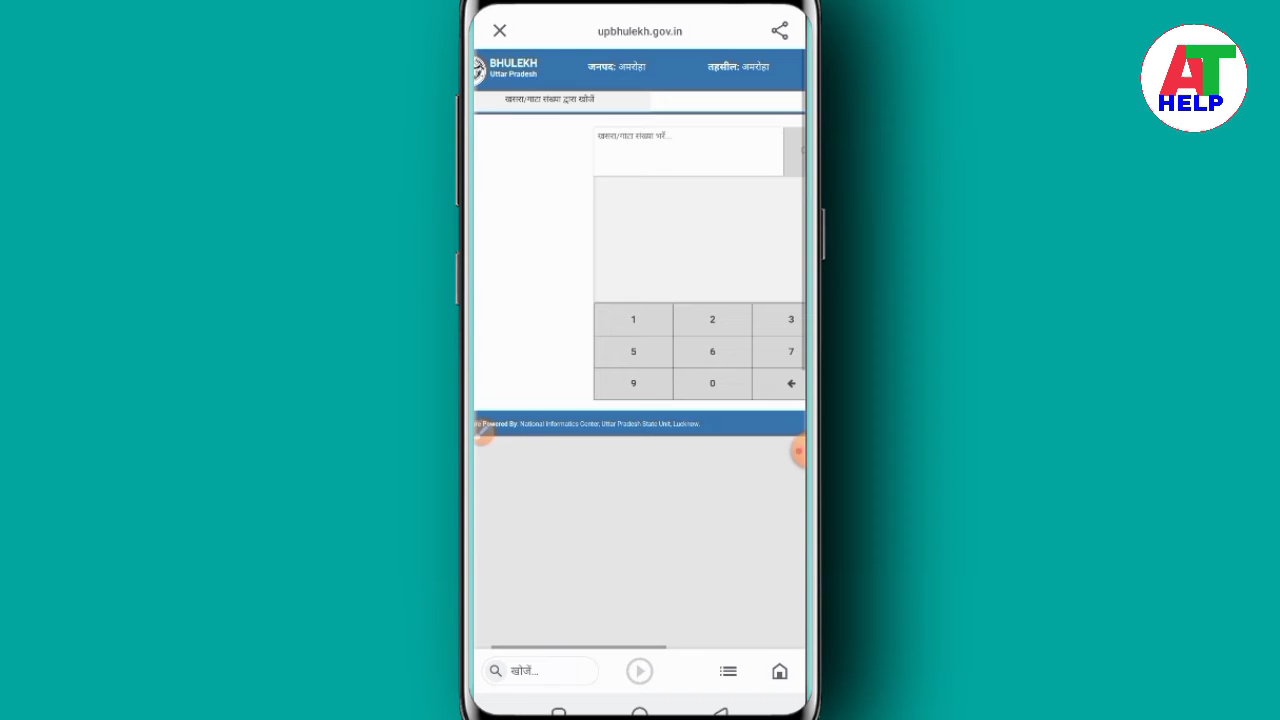 upbhulekh.gov.in
BHULEKH
Uttar Pradesh
जनपद: अमरोहा
तहसील: अमरोहा
खसरा/गाटा संख्या द्वारा खोजें
खसरा/गाटा संख्या भरें...
1 2 3
5 6 7
9 0
Powered By: National Informatics Center, Uttar Pradesh State Unit, Lucknow.
खोजें...
AT
HELP